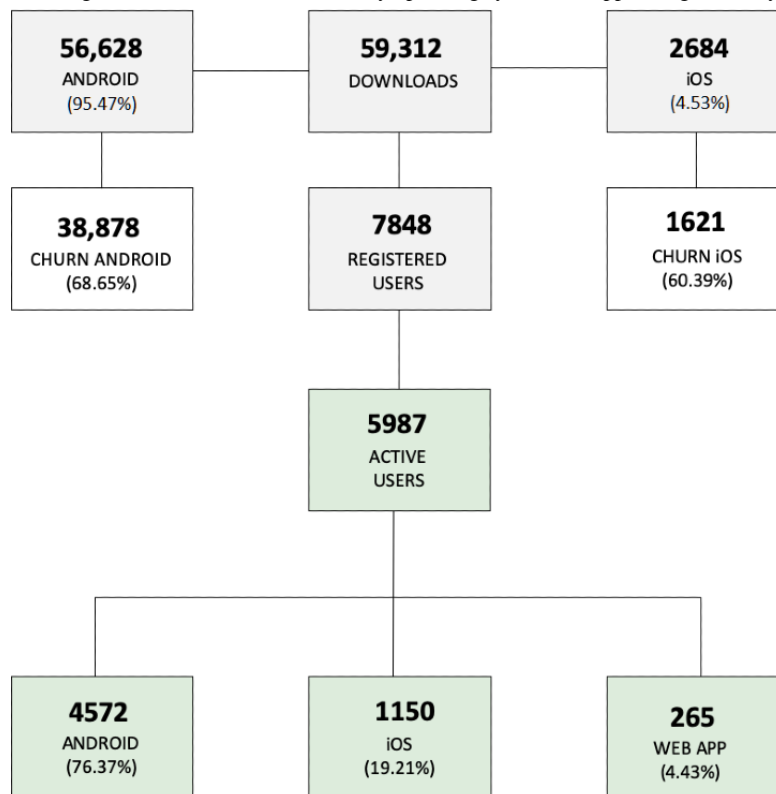 56,628
ANDROID
(95.47%)
59,312
DOWNLOADS
2684
iOS
(4.53%)
38,878
CHURN ANDROID
(68.65%)
7848
REGISTERED
USERS
1621
CHURN iOS
(60.39%)
5987
ACTIVE
USERS
4572
ANDROID
(76.37%)
1150
iOS
(19.21%)
265
WEB APP
(4.43%)